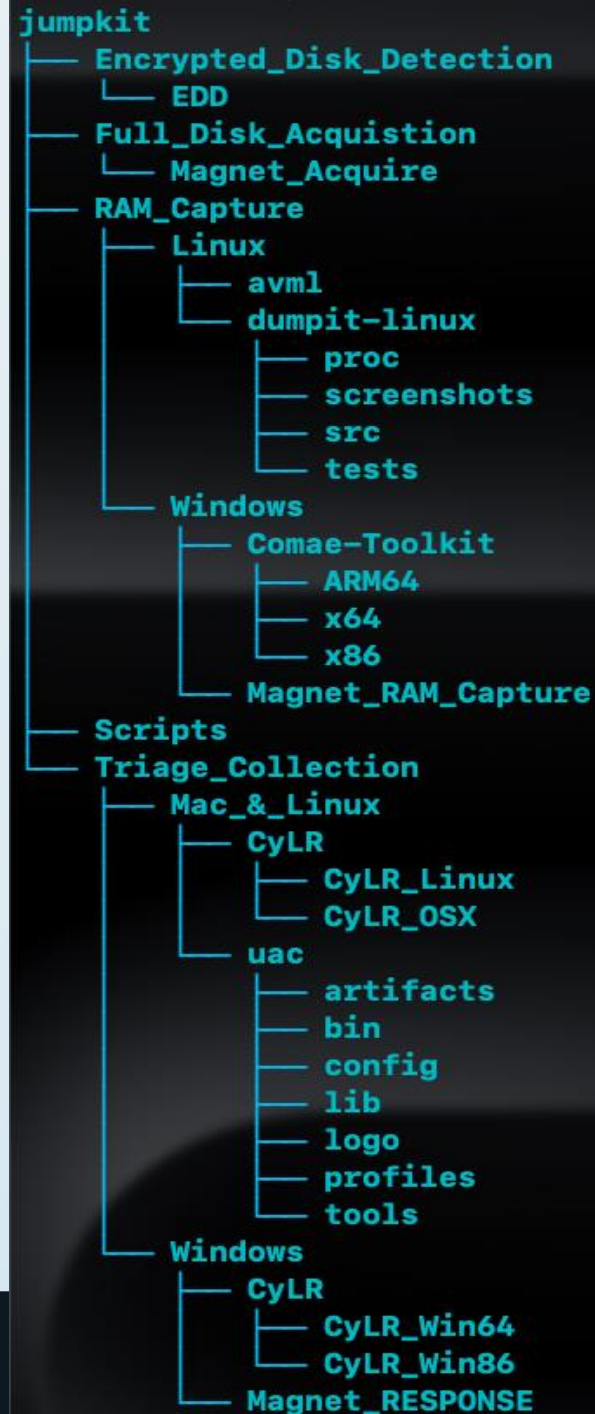 jumpkit
├── Encrypted_Disk_Detection
│   └── EDD
├── Full_Disk_Acquistion
│   └── Magnet_Acquire
├── RAM_Capture
│   ├── Linux
│   │   ├── avml
│   │   └── dumpit-linux
│   │       ├── proc
│   │       ├── screenshots
│   │       ├── src
│   │       └── tests
│   └── Windows
│       ├── Comae-Toolkit
│       │   ├── ARM64
│       │   ├── x64
│       │   └── x86
│       └── Magnet_RAM_Capture
├── Scripts
└── Triage_Collection
    ├── Mac_&_Linux
    │   ├── CyLR
    │   │   ├── CyLR_Linux
    │   │   └── CyLR_OSX
    │   └── uac
    │       ├── artifacts
    │       ├── bin
    │       ├── config
    │       ├── lib
    │       ├── logo
    │       ├── profiles
    │       └── tools
    └── Windows
        ├── CyLR
        │   ├── CyLR_Win64
        │   └── CyLR_Win86
        └── Magnet_RESPONSE